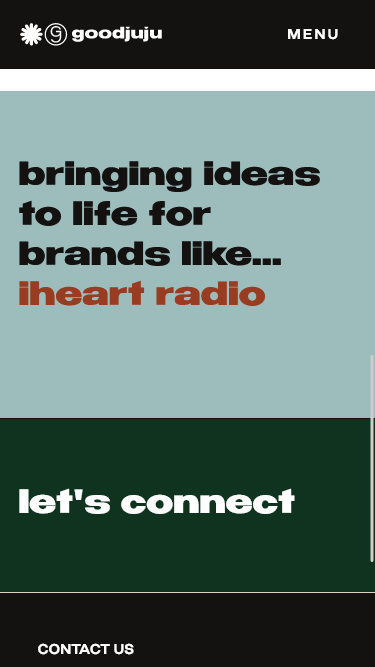 goodjuju
MENU
bringing ideas
to life for
brands like...
iheart radio
let's connect
CONTACT US